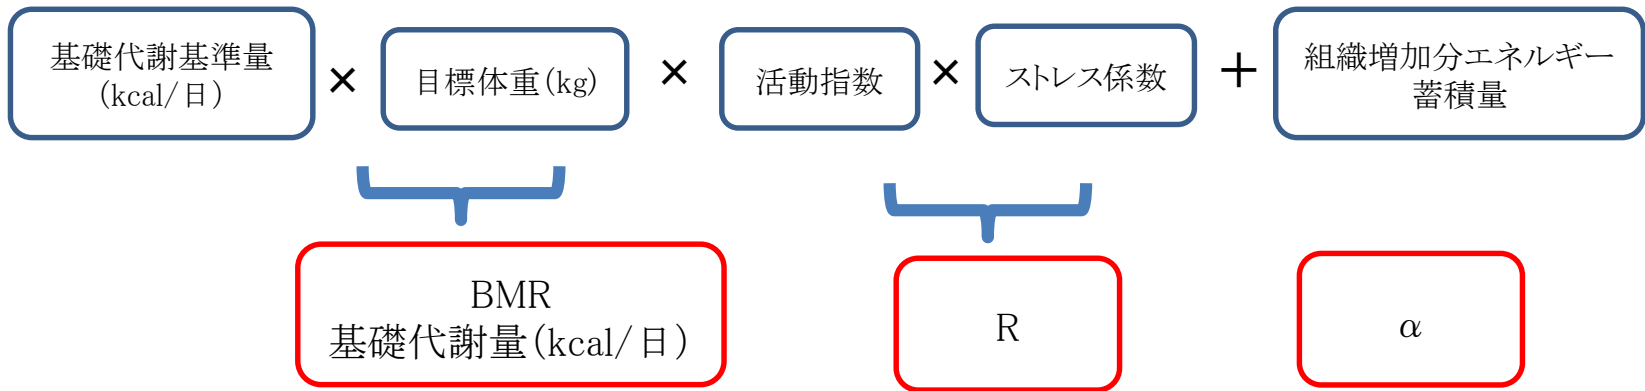 基礎代謝基準量
(kcal/日)
×
目標体重(kg)
×
活動指数
×
ストレス係数
+
組織増加分エネルギー
蓄積量
BMR
基礎代謝量(kcal/日)
R
α